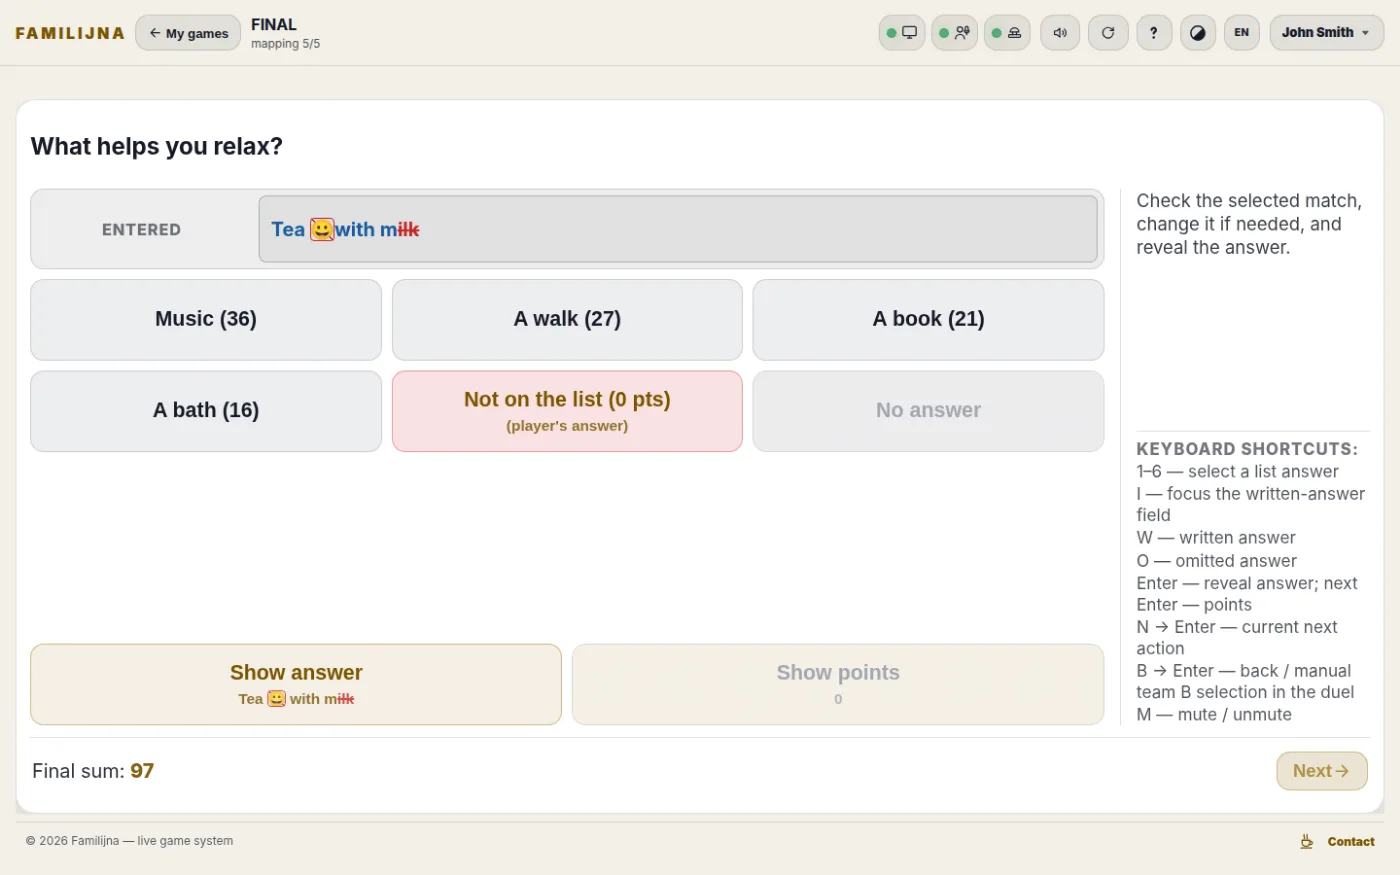 FAMILIJNA
← My games
FINAL
mapping 5/5
?
EN
John Smith
What helps you relax?
ENTERED
Tea 😀with milk
Music (36)
A walk (27)
A book (21)
A bath (16)
Not on the list (0 pts)
(player's answer)
No answer
Show answer
Tea 😀 with milk
Show points
0
Check the selected match,
change it if needed, and
reveal the answer.
KEYBOARD SHORTCUTS:
1–6 — select a list answer
I — focus the written-answer
field
W — written answer
O — omitted answer
Enter — reveal answer; next
Enter — points
N → Enter — current next
action
B → Enter — back / manual
team B selection in the duel
M — mute / unmute
Final sum: 97
Next→
© 2026 Familijna — live game system
Contact